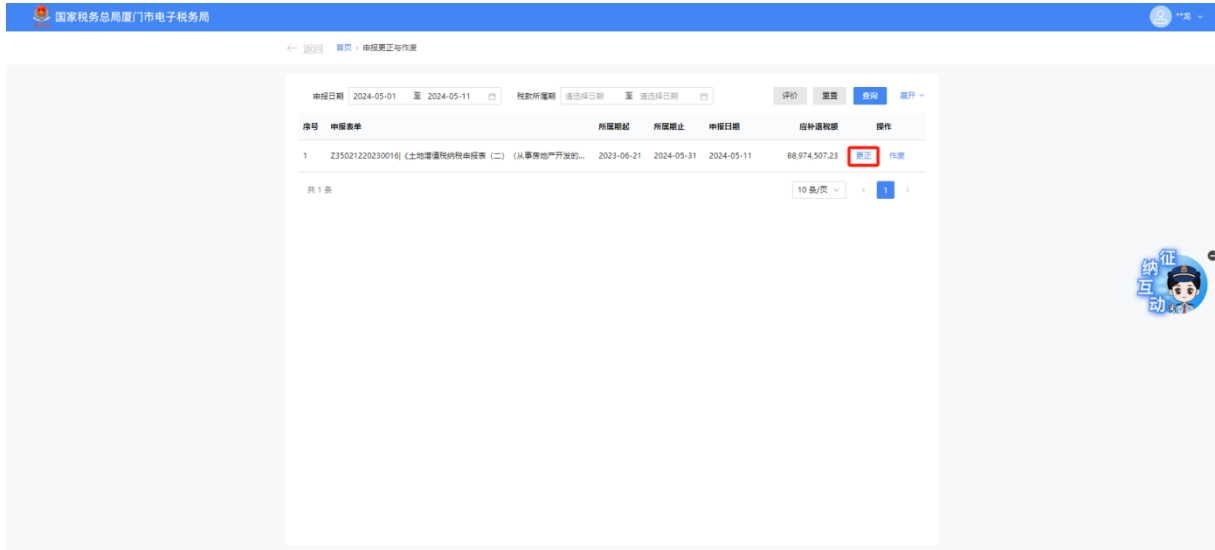 国家税务总局厦门市电子税务局 **龙
返回 首页 › 申报更正与作废
申报日期 2024-05-01 至 2024-05-11 税款所属期 请选择日期 至 请选择日期 评价 重置 查询 展开
序号 申报表单 所属期起 所属期止 申报日期 应补退税额 操作
1 Z35021220230016|《土地增值税纳税申报表（二）（从事房地产开发的... 2023-06-21 2024-05-31 2024-05-11 88,974,507.23 更正 作废
共 1 条 10 条/页 ‹ 1 ›
征纳互动